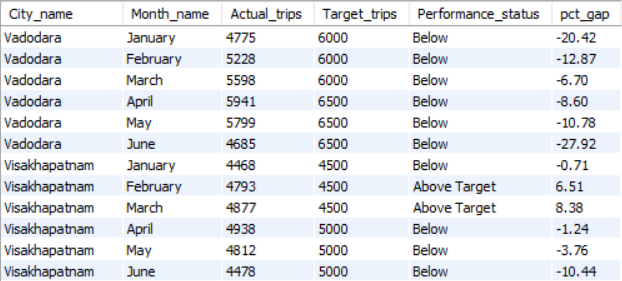 City_name Month_name Actual_trips Target_trips Performance_status pct_gap
Vadodara January 4775 6000 Below -20.42
Vadodara February 5228 6000 Below -12.87
Vadodara March 5598 6000 Below -6.70
Vadodara April 5941 6500 Below -8.60
Vadodara May 5799 6500 Below -10.78
Vadodara June 4685 6500 Below -27.92
Visakhapatnam January 4468 4500 Below -0.71
Visakhapatnam February 4793 4500 Above Target 6.51
Visakhapatnam March 4877 4500 Above Target 8.38
Visakhapatnam April 4938 5000 Below -1.24
Visakhapatnam May 4812 5000 Below -3.76
Visakhapatnam June 4478 5000 Below -10.44